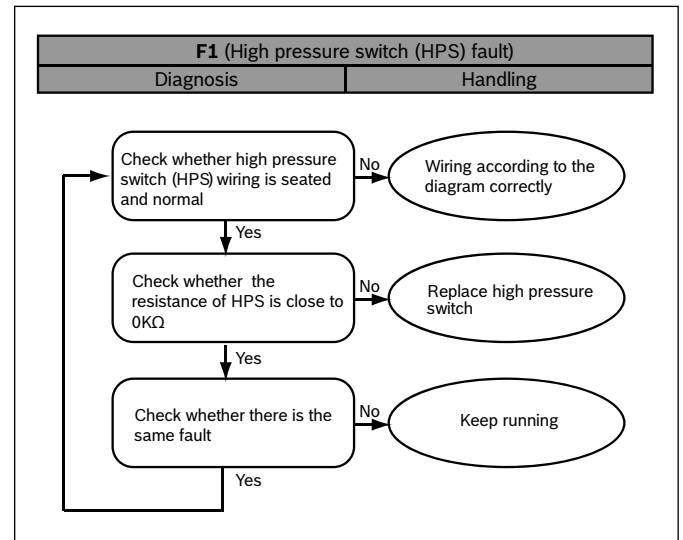 F1 (High pressure switch (HPS) fault)
Diagnosis
Handling
Check whether high pressure
switch (HPS) wiring is seated
and normal
No
Wiring according to the
diagram correctly
Yes
Check whether the
resistance of HPS is close to
0KΩ
No
Replace high pressure
switch
Yes
Check whether there is the
same fault
No
Keep running
Yes